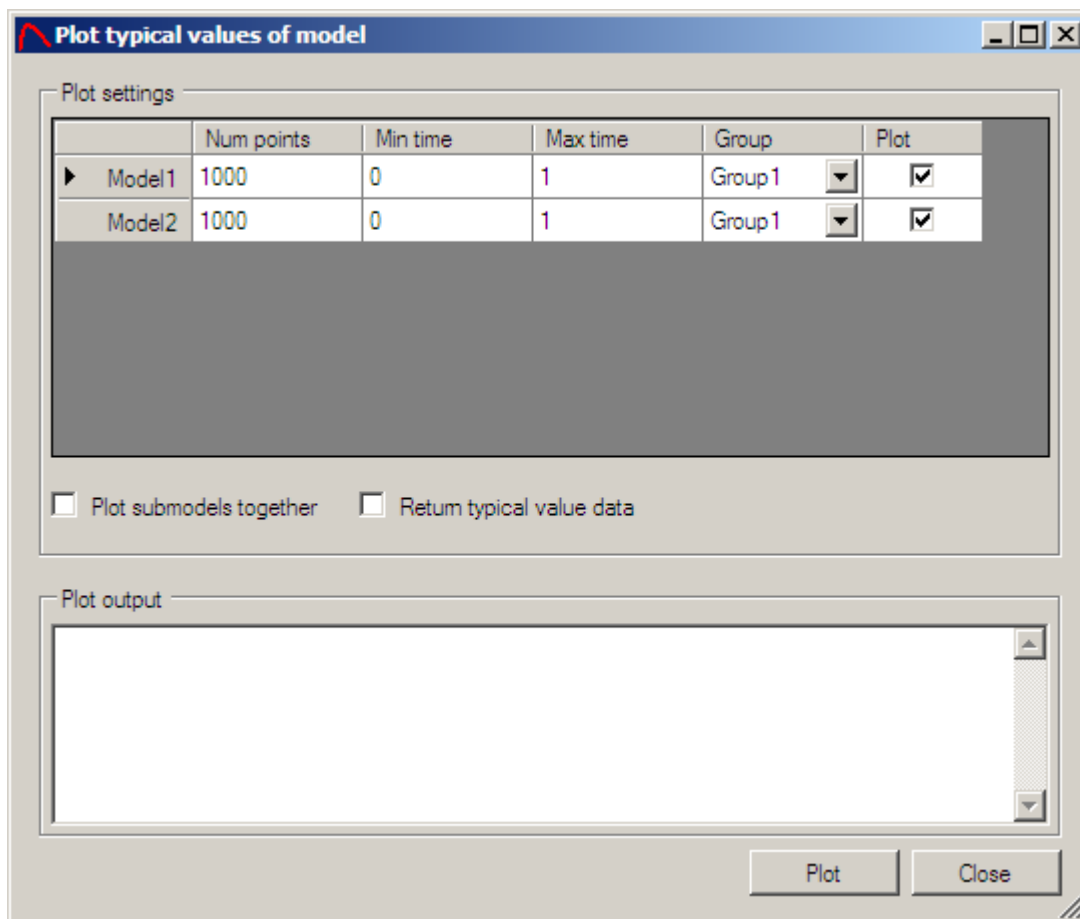 Plot typical values of model
Plot settings
Num points Min time Max time Group Plot
Model1 1000 0 1 Group1
Model2 1000 0 1 Group1
Plot submodels together Return typical value data
Plot output
Plot Close